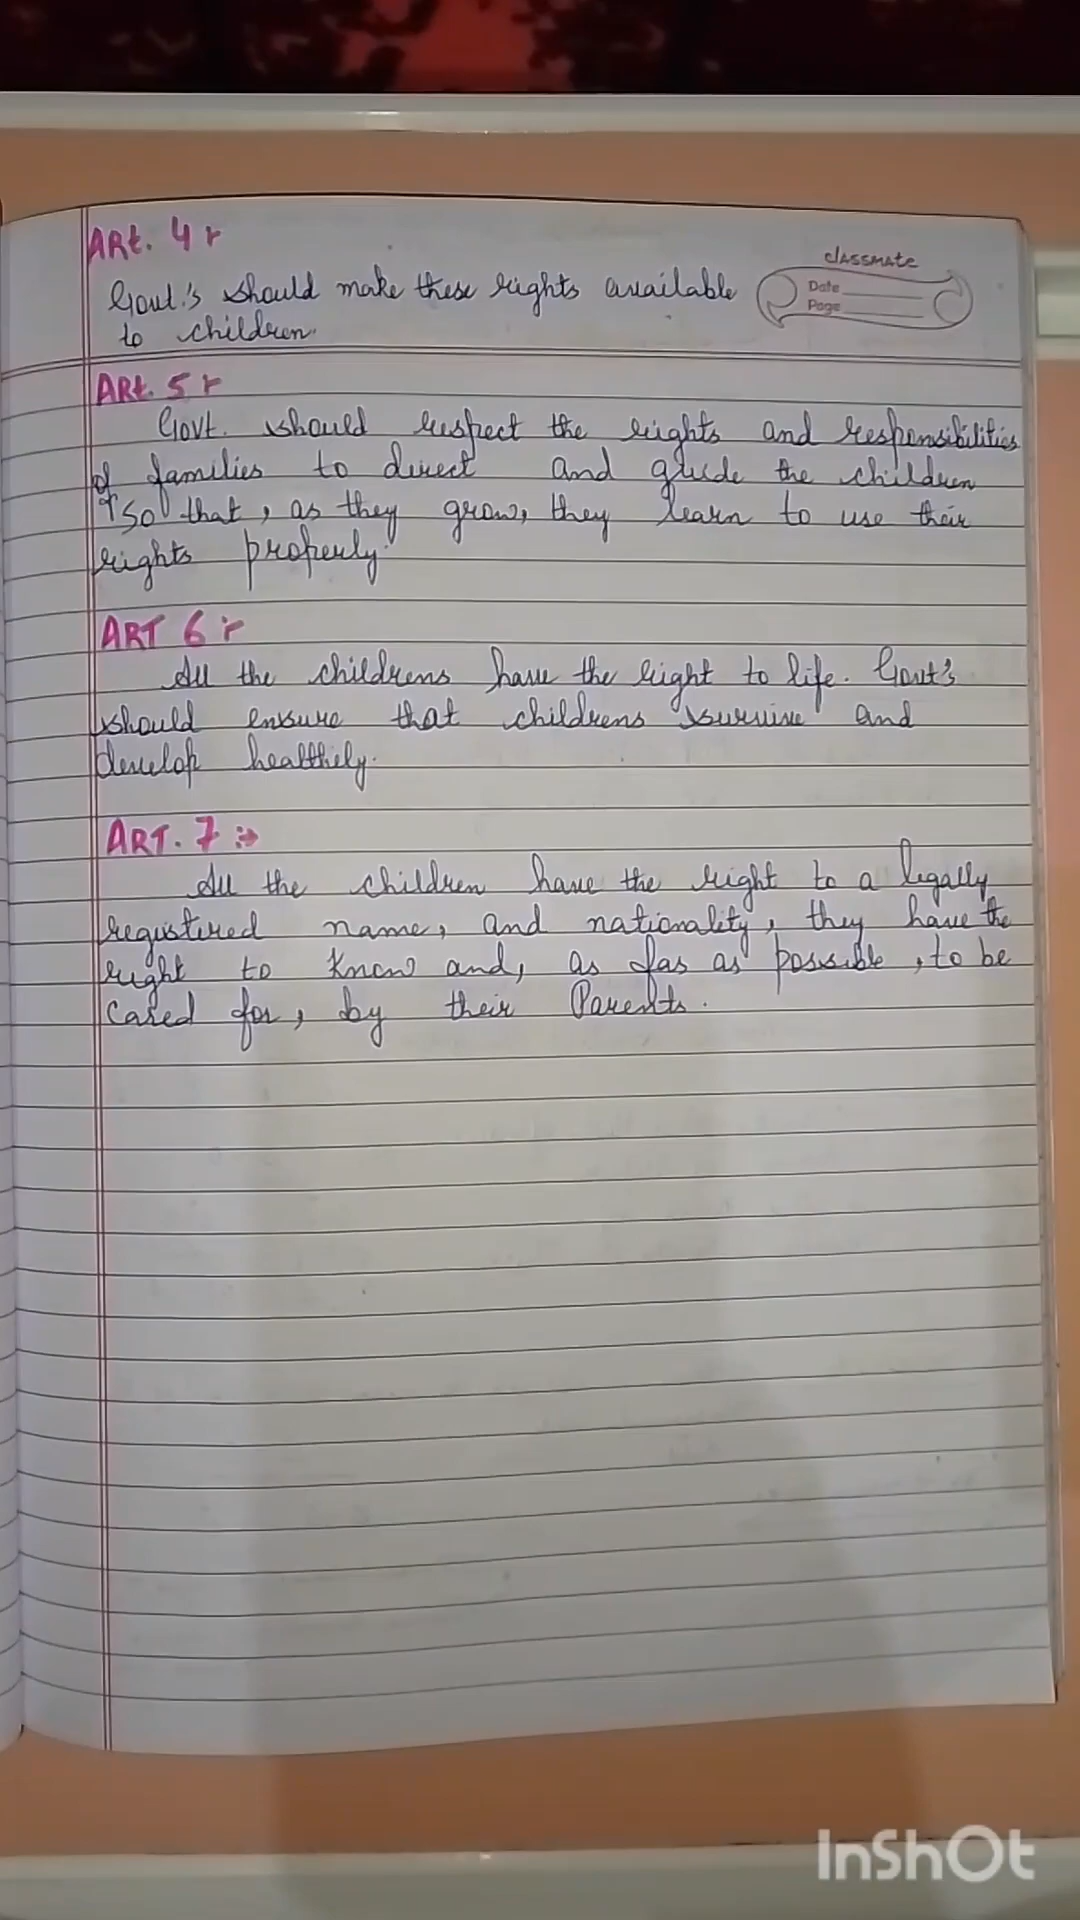 ARt. 4 :-
classmate
Date
Page
Govt.'s should make these rights available
to children.
ARt. 5 :-
Govt. should respect the rights and responsibilities
of families to direct and giude the children
so that, as they grow, they learn to use their
rights properly.
ART 6 :-
All the childrens have the right to life. Govt's
should ensure that childrens survive and
develop healthely.
ART. 7 :->
All the children have the right to a legally
registered name, and nationality, they have the
right to know and, as far as possible, to be
cared for, by their Parents.
InShOt